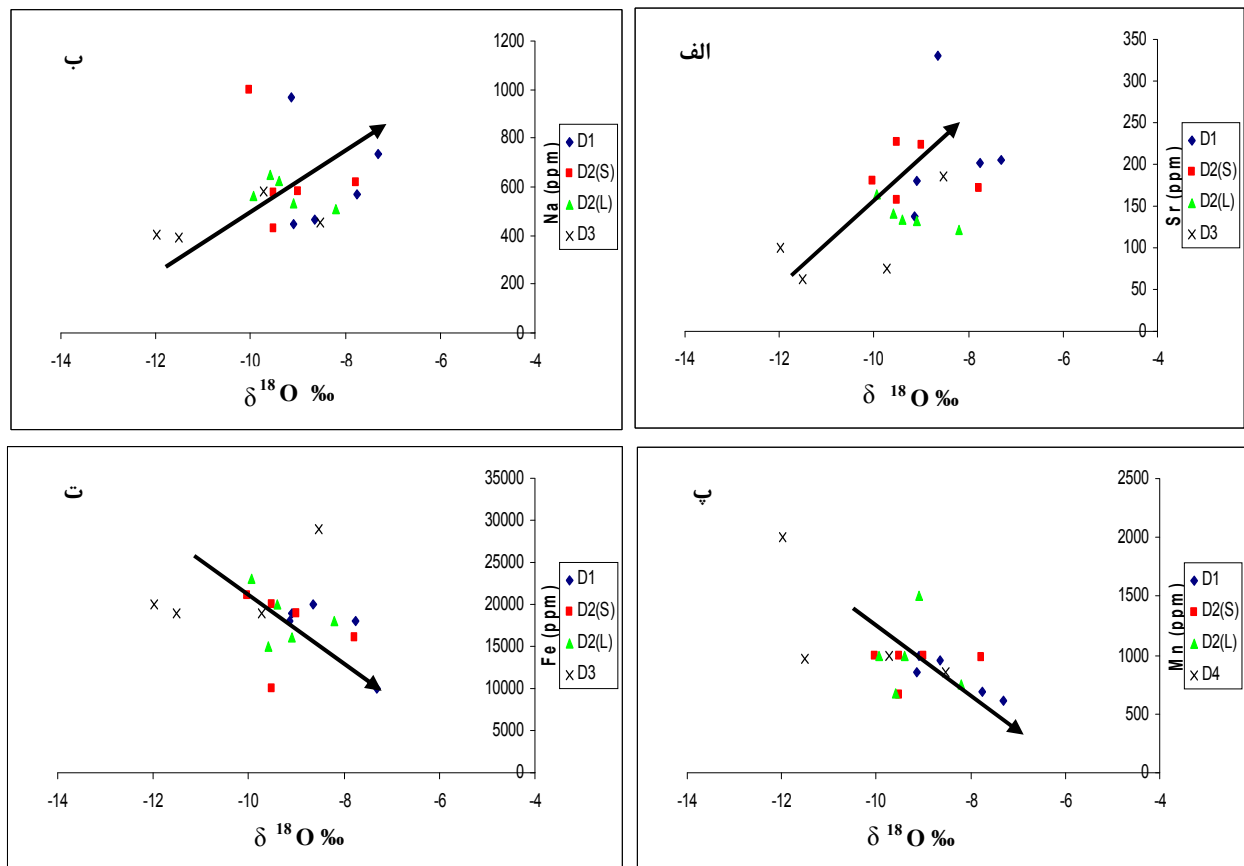 الف
350
300
250
200
150
100
50
0
Sr (ppm)
D1
D2(S)
D2(L)
D3
-14 -12 -10 -8 -6 -4
δ 18O ‰
ب
1200
1000
800
600
400
200
0
Na (ppm)
D1
D2(S)
D2(L)
D3
-14 -12 -10 -8 -6 -4
δ 18O ‰
پ
2500
2000
1500
1000
500
0
Mn (ppm)
D1
D2(S)
D2(L)
D4
-14 -12 -10 -8 -6 -4
δ 18O ‰
ت
35000
30000
25000
20000
15000
10000
5000
0
Fe (ppm)
D1
D2(S)
D2(L)
D3
-14 -12 -10 -8 -6 -4
δ 18O ‰